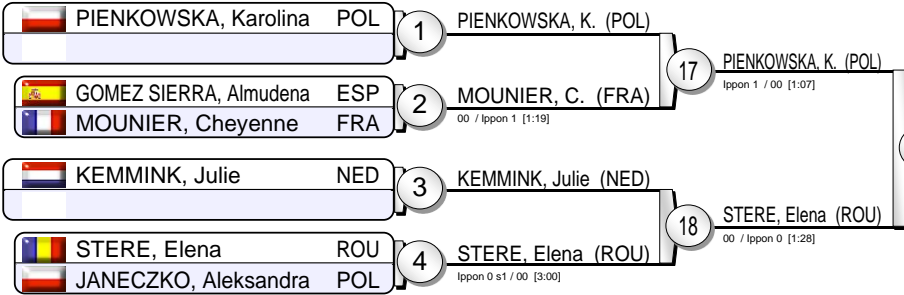 PIENKOWSKA, Karolina POL
1
GOMEZ SIERRA, Almudena ESP
MOUNIER, Cheyenne FRA
2
KEMMINK, Julie NED
3
STERE, Elena ROU
JANECZKO, Aleksandra POL
4
PIENKOWSKA, K. (POL)
MOUNIER, C. (FRA)
00 / Ippon 1 [1:19]
17
KEMMINK, Julie (NED)
STERE, Elena (ROU)
Ippon 0 s1 / 00 [3:00]
18
PIENKOWSKA, K. (POL)
Ippon 1 / 00 [1:07]
STERE, Elena (ROU)
00 / Ippon 0 [1:28]